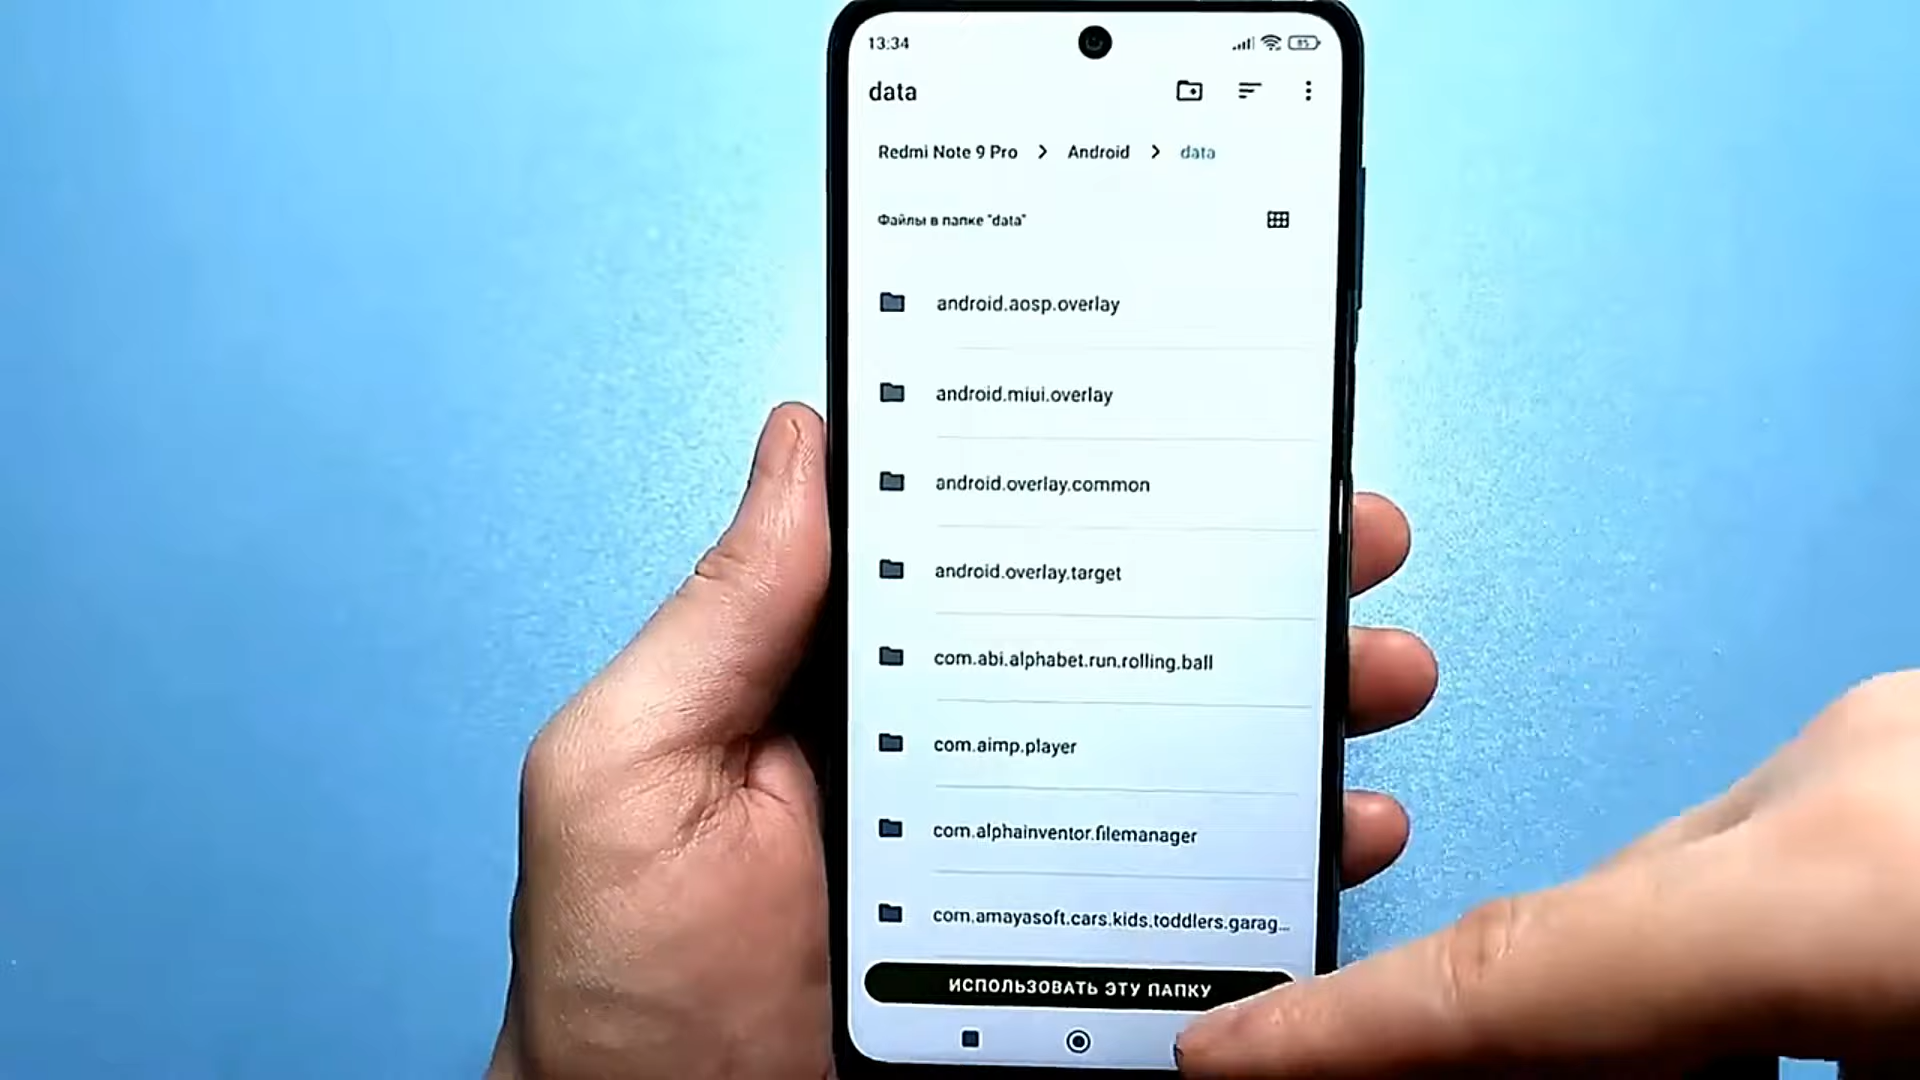 13:34
85
data
Redmi Note 9 Pro > Android > data
Файлы в папке "data"
android.aosp.overlay
android.miui.overlay
android.overlay.common
android.overlay.target
com.abi.alphabet.run.rolling.ball
com.aimp.player
com.alphainventor.filemanager
com.amayasoft.cars.kids.toddlers.garag...
ИСПОЛЬЗОВАТЬ ЭТУ ПАПКУ